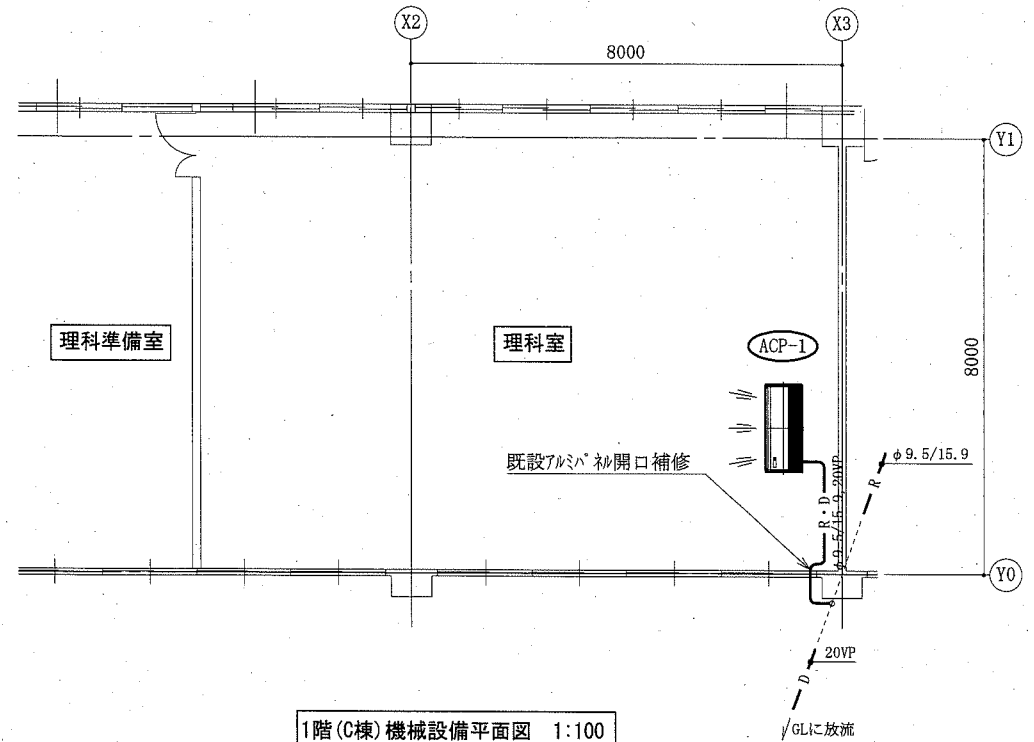 X2
X3
8000
Y1
理科準備室
理科室
ACP-1
8000
既設ｱﾙﾐﾊﾟﾈﾙ開口補修
φ9.5/15.9
R
R・D
φ9.5/15.9,20VP
Y0
20VP
D
GLに放流
1階(C棟)機械設備平面図 1:100